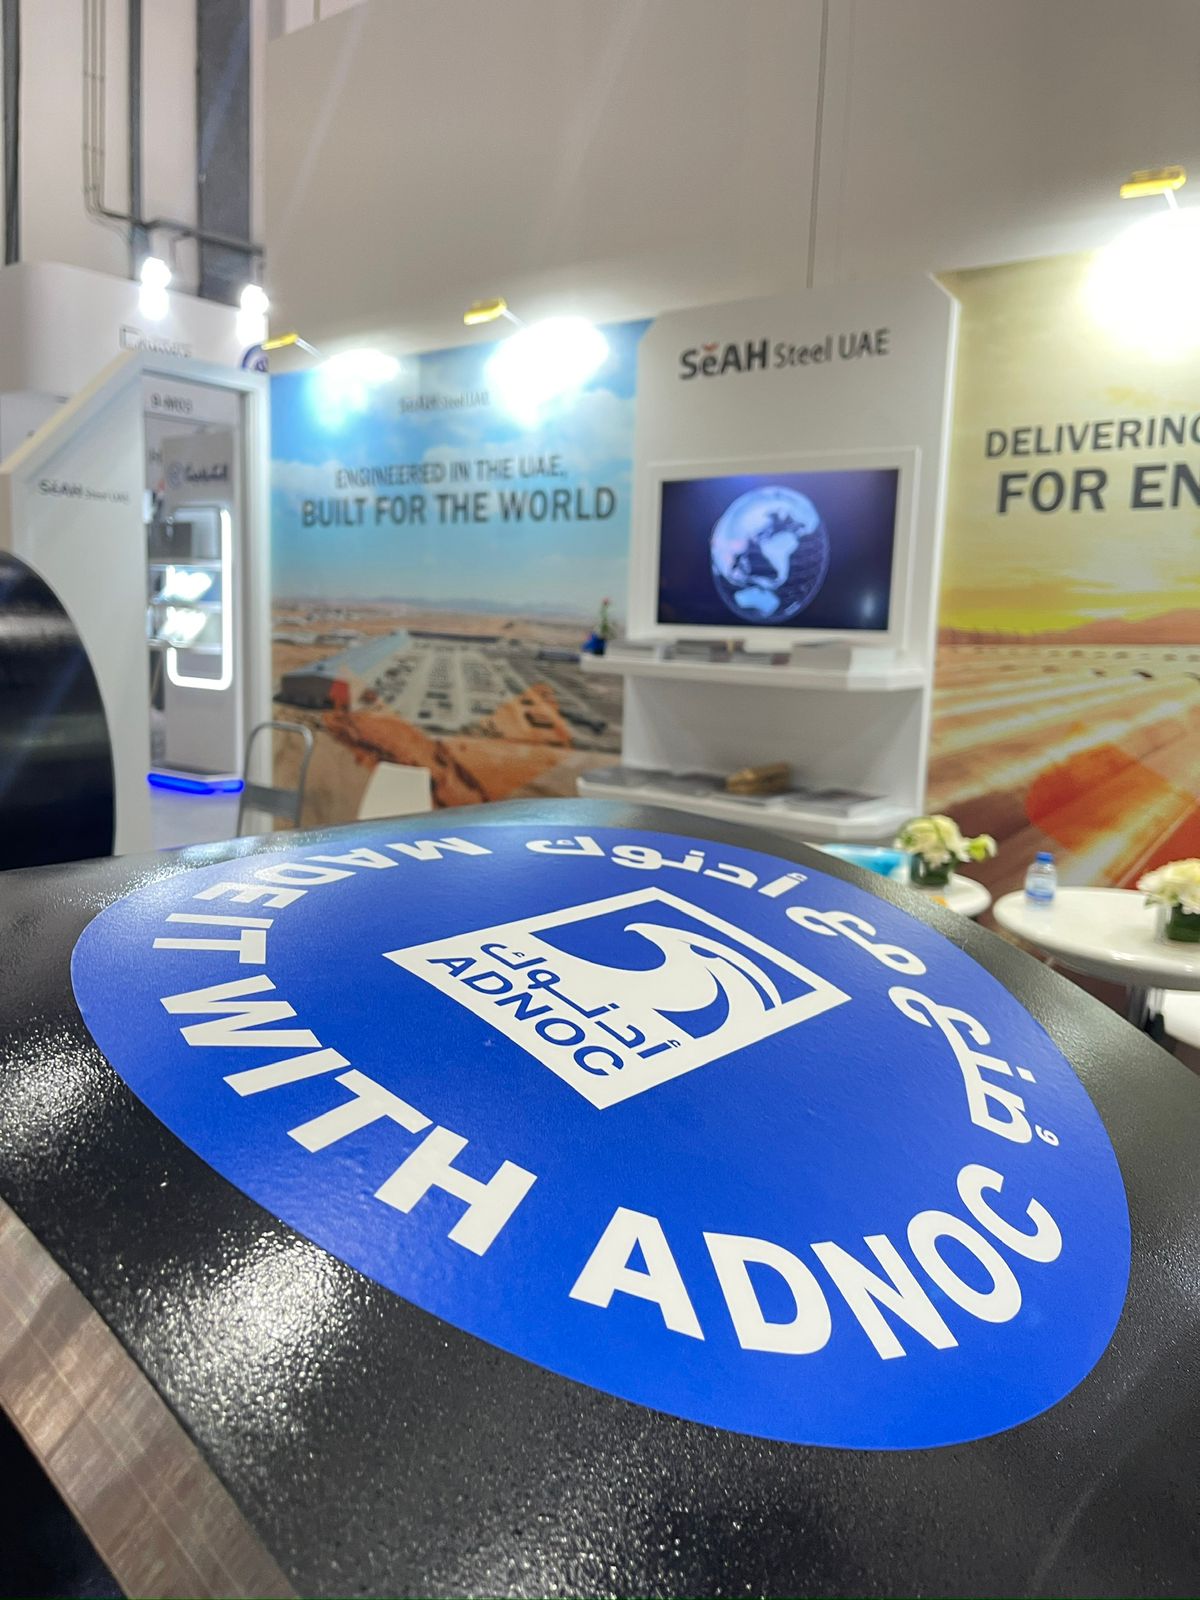 SeAH Steel UAE
SeAH Steel UAE
ENGINEERED IN THE UAE,
BUILT FOR THE WORLD
SeAH Steel UAE
DELIVERING
FOR EN
MADE IT WITH ADNOC
مع أدنوك
أدنوك
ADNOC